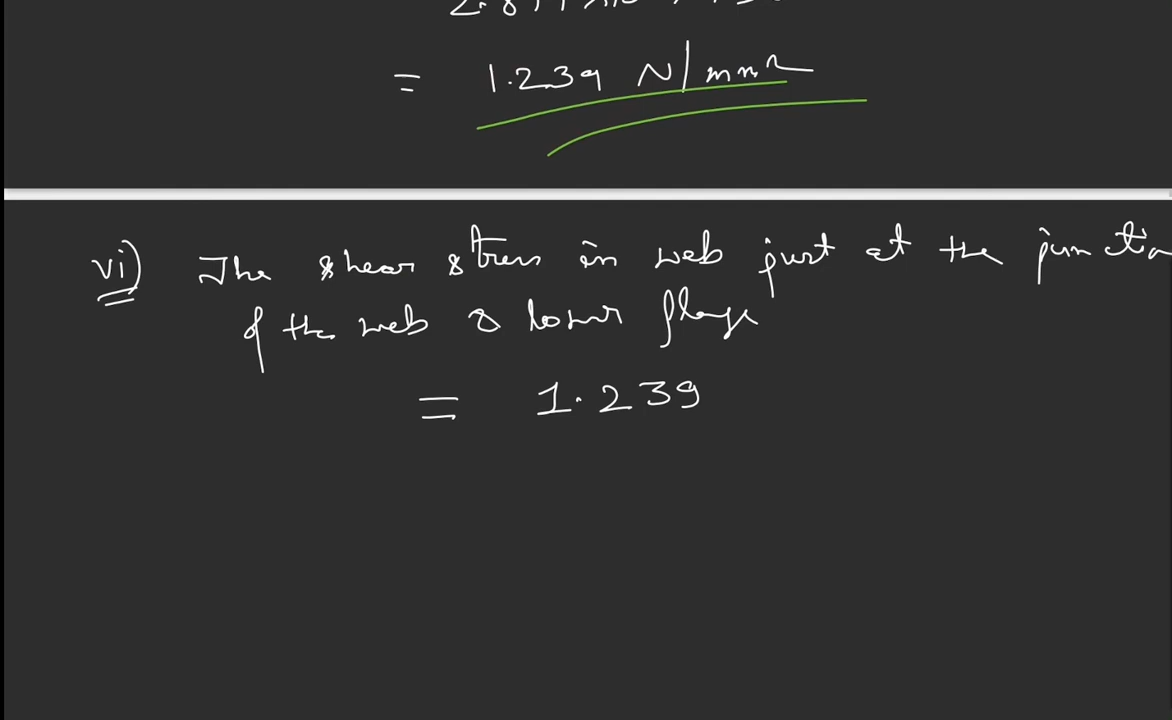 = 1.239 N/mm²
vi) The shear stress in web just at the junctio
of the web & lower flange
= 1.239